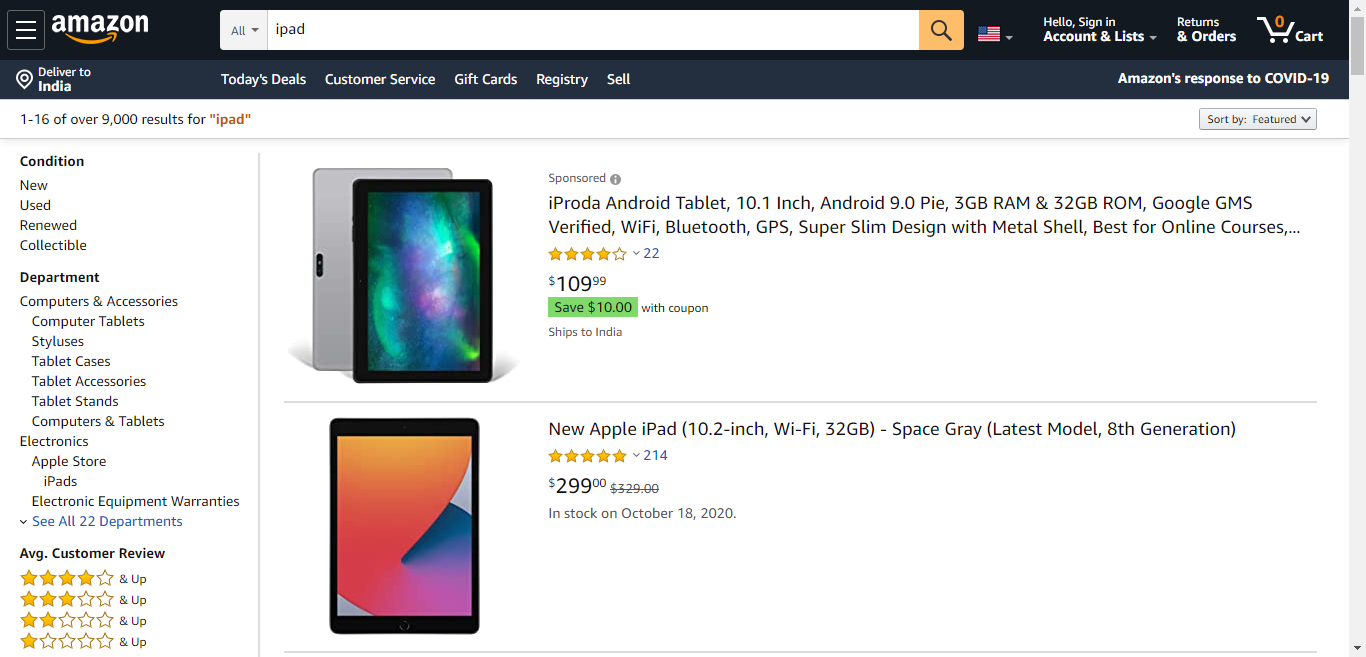 amazon
All
ipad
Hello, Sign in
Account & Lists
Returns
& Orders
0
Cart
Deliver to
India
Today's Deals
Customer Service
Gift Cards
Registry
Sell
Amazon's response to COVID-19
1-16 of over 9,000 results for "ipad"
Sort by: Featured
Condition
New
Used
Renewed
Collectible
Department
Computers & Accessories
Computer Tablets
Styluses
Tablet Cases
Tablet Accessories
Tablet Stands
Computers & Tablets
Electronics
Apple Store
iPads
Electronic Equipment Warranties
See All 22 Departments
Avg. Customer Review
& Up
& Up
& Up
& Up
Sponsored
iProda Android Tablet, 10.1 Inch, Android 9.0 Pie, 3GB RAM & 32GB ROM, Google GMS
Verified, WiFi, Bluetooth, GPS, Super Slim Design with Metal Shell, Best for Online Courses,...
22
$109.99
Save $10.00 with coupon
Ships to India
New Apple iPad (10.2-inch, Wi-Fi, 32GB) - Space Gray (Latest Model, 8th Generation)
214
$299.00 $329.00
In stock on October 18, 2020.